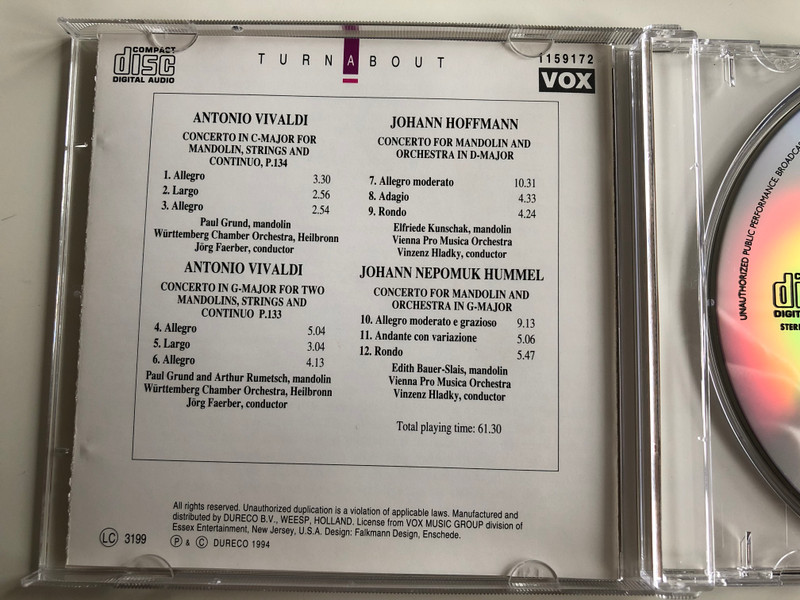 COMPACT
disc
DIGITAL AUDIO
TURNABOUT
1159172
VOX
ANTONIO VIVALDI
CONCERTO IN C-MAJOR FOR
MANDOLIN, STRINGS AND
CONTINUO, P.134
1. Allegro 3.30
2. Largo 2.56
3. Allegro 2.54
Paul Grund, mandolin
Württemberg Chamber Orchestra, Heilbronn
Jörg Faerber, conductor
ANTONIO VIVALDI
CONCERTO IN G-MAJOR FOR TWO
MANDOLINS, STRINGS AND
CONTINUO P.133
4. Allegro 5.04
5. Largo 3.04
6. Allegro 4.13
Paul Grund and Arthur Rumetsch, mandolin
Württemberg Chamber Orchestra, Heilbronn
Jörg Faerber, conductor
JOHANN HOFFMANN
CONCERTO FOR MANDOLIN AND
ORCHESTRA IN D-MAJOR
7. Allegro moderato 10.31
8. Adagio 4.33
9. Rondo 4.24
Elfriede Kunschak, mandolin
Vienna Pro Musica Orchestra
Vinzenz Hladky, conductor
JOHANN NEPOMUK HUMMEL
CONCERTO FOR MANDOLIN AND
ORCHESTRA IN G-MAJOR
10. Allegro moderato e grazioso 9.13
11. Andante con variazione 5.06
12. Rondo 5.47
Edith Bauer-Slais, mandolin
Vienna Pro Musica Orchestra
Vinzenz Hladky, conductor
Total playing time: 61.30
All rights reserved. Unauthorized duplication is a violation of applicable laws. Manufactured and
distributed by DURECO B.V., WEESP, HOLLAND. License from VOX MUSIC GROUP division of
Essex Entertainment, New Jersey, U.S.A. Design: Falkmann Design, Enschede.
LC 3199
Ⓟ & © DURECO 1994
UNAUTHORIZED PUBLIC PERFORMANCE BROADCA